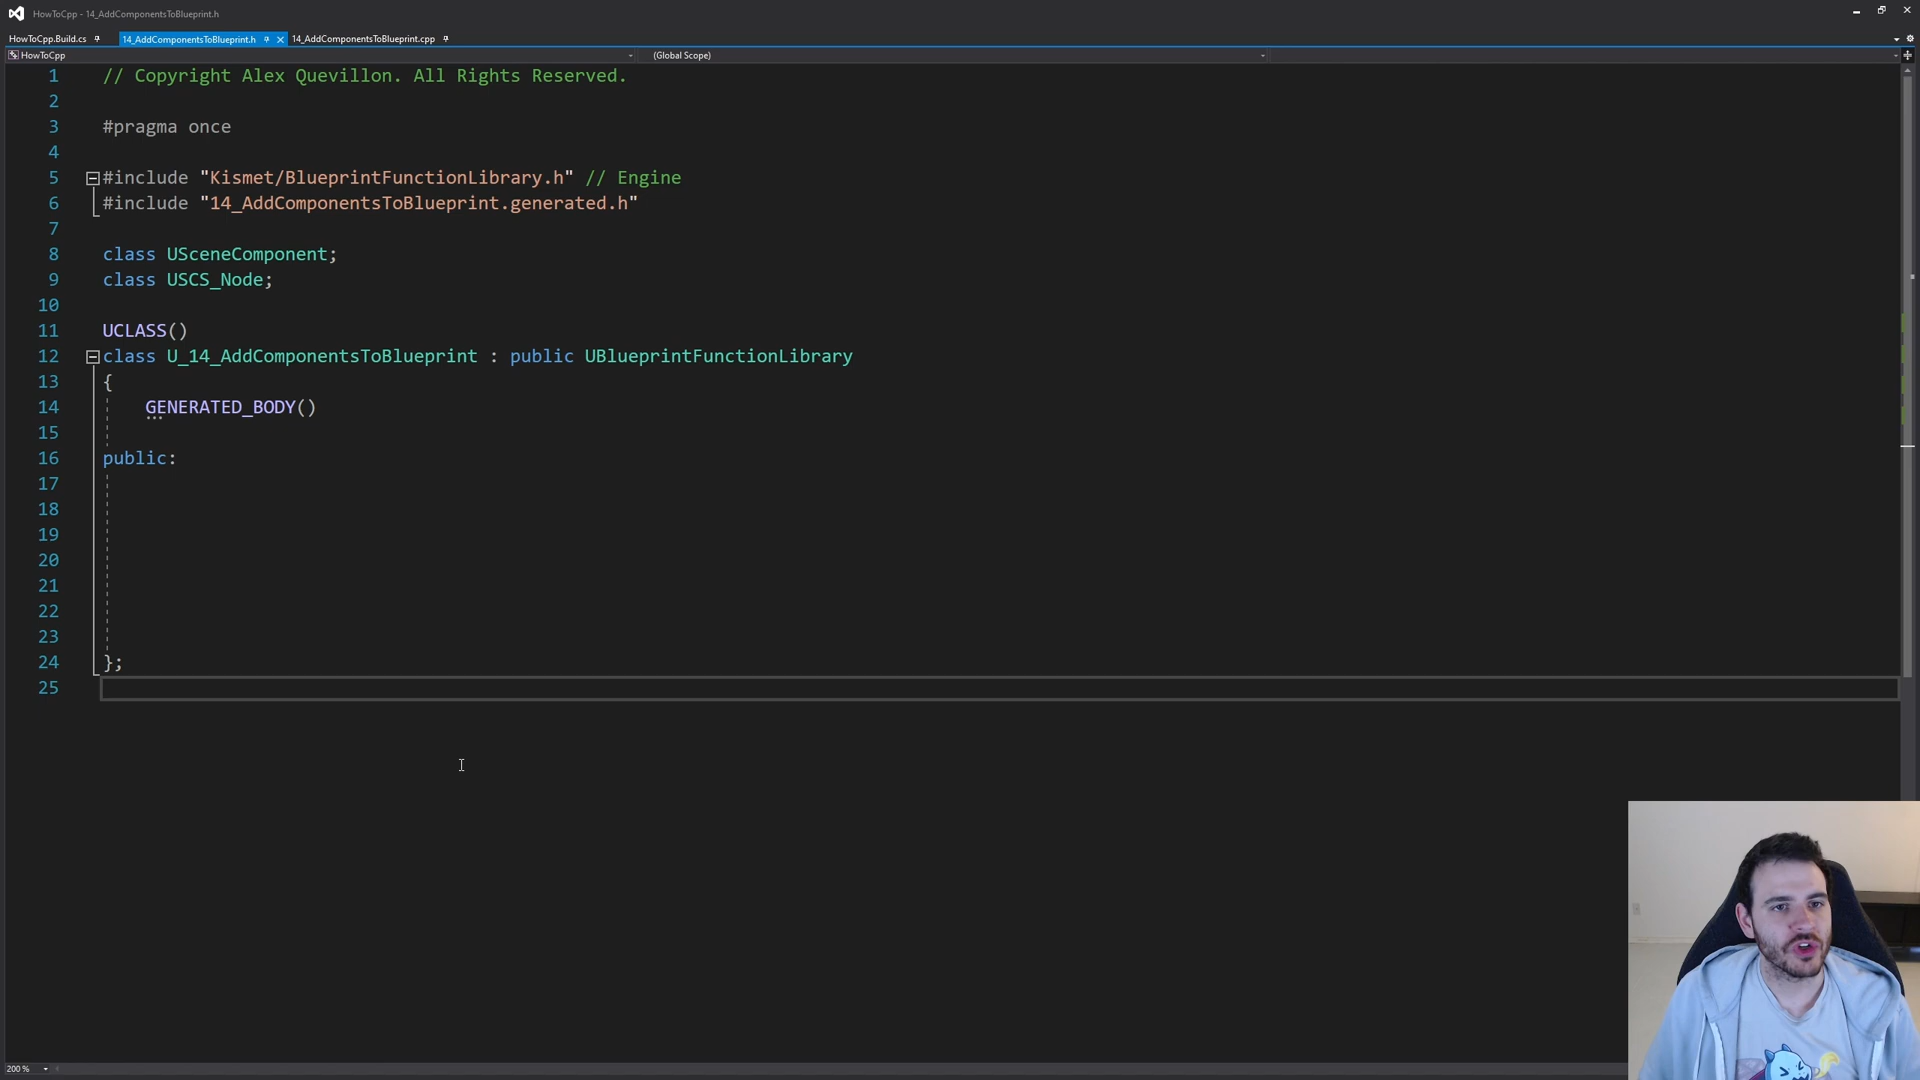 HowToCpp - 14_AddComponentsToBlueprint.h
HowToCpp.Build.cs
14_AddComponentsToBlueprint.h
14_AddComponentsToBlueprint.cpp
HowToCpp
(Global Scope)
1 // Copyright Alex Quevillon. All Rights Reserved.
2
3 #pragma once
4
5 #include "Kismet/BlueprintFunctionLibrary.h" // Engine
6 #include "14_AddComponentsToBlueprint.generated.h"
7
8 class USceneComponent;
9 class USCS_Node;
10
11 UCLASS()
12 class U_14_AddComponentsToBlueprint : public UBlueprintFunctionLibrary
13 {
14 GENERATED_BODY()
15
16 public:
17
18
19
20
21
22
23
24 };
25
200 %